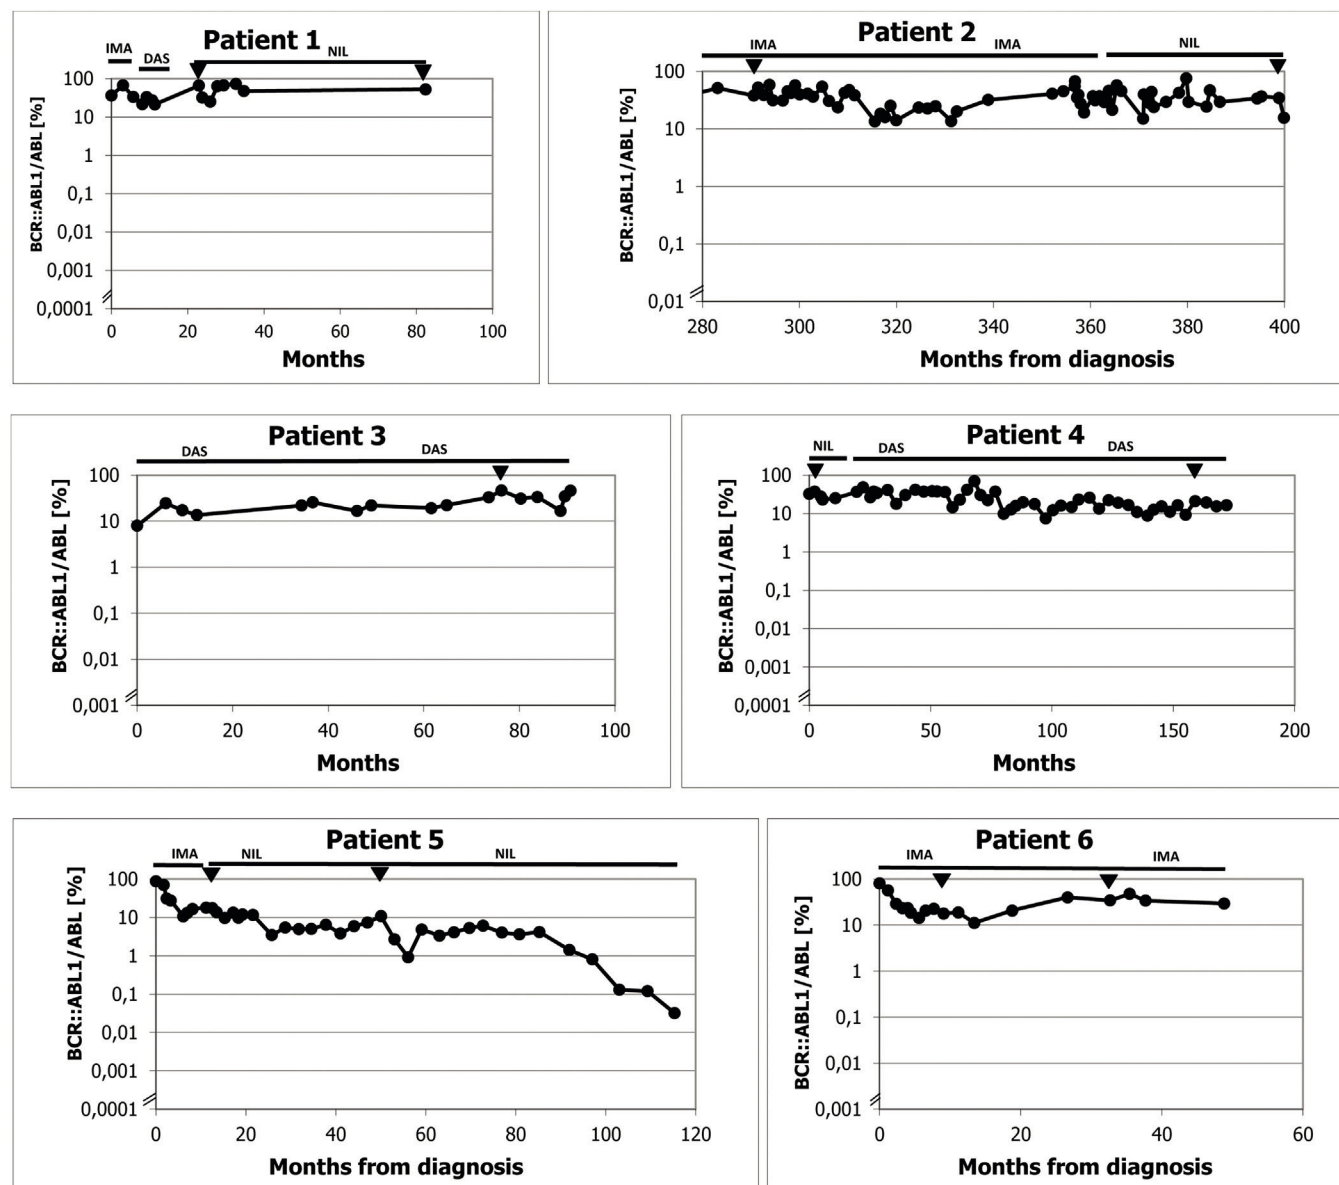 Patient 1
IMA DAS NIL
BCR::ABL1/ABL [%]
100
10
1
0,1
0,01
0,001
0,0001
0 20 40 60 80 100
Months
Patient 2
IMA IMA NIL
BCR::ABL1/ABL [%]
100
10
1
0,1
0,01
280 300 320 340 360 380 400
Months from diagnosis
Patient 3
DAS DAS
BCR::ABL1/ABL [%]
100
10
1
0,1
0,01
0,001
0 20 40 60 80 100
Months
Patient 4
NIL DAS DAS
BCR::ABL1/ABL [%]
100
10
1
0,1
0,01
0,001
0,0001
0 50 100 150 200
Months
Patient 5
IMA NIL NIL
BCR::ABL1/ABL [%]
100
10
1
0,1
0,01
0,001
0,0001
0 20 40 60 80 100 120
Months from diagnosis
Patient 6
IMA IMA
BCR::ABL1/ABL [%]
100
10
1
0,1
0,01
0,001
0 20 40 60
Months from diagnosis